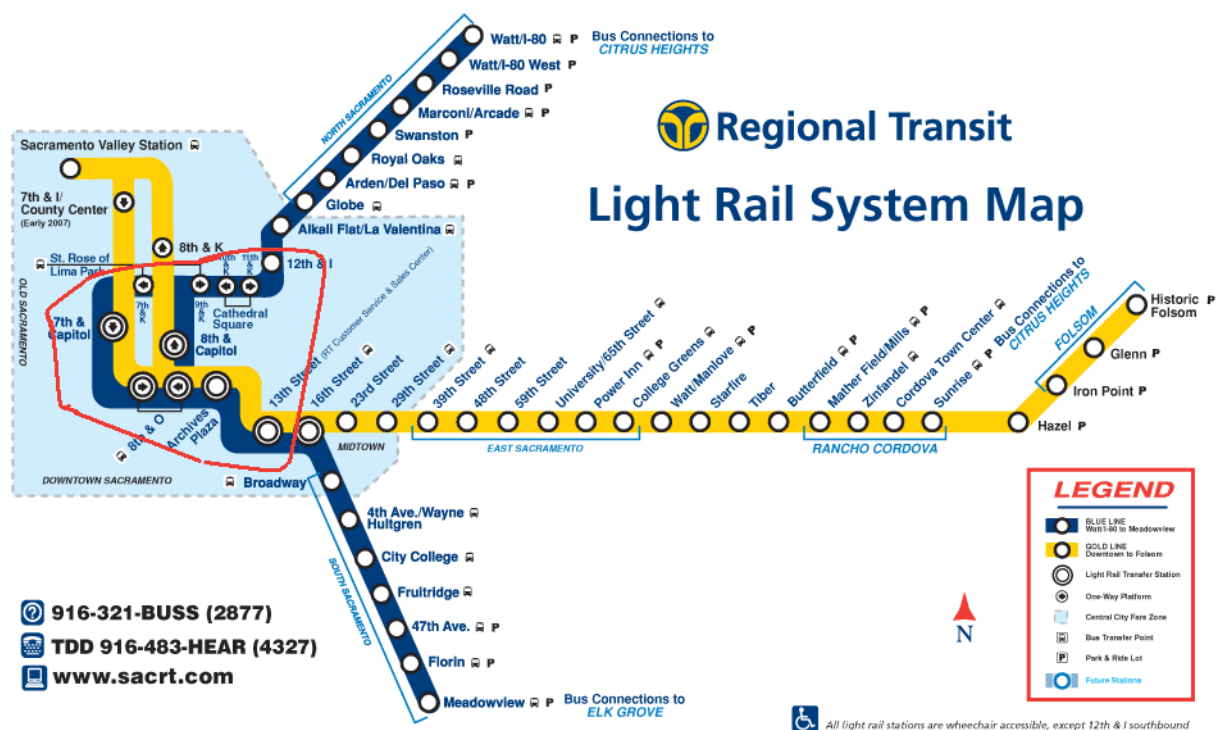 Watt/I-80 P
Bus Connections to
CITRUS HEIGHTS
Watt/I-80 West P
Roseville Road P
Marconi/Arcade P
Swanston P
Royal Oaks
Arden/Del Paso P
Globe
Alkali Flat/La Valentina
12th & I
NORTH SACRAMENTO
Regional Transit
Light Rail System Map
Sacramento Valley Station
7th & I/
County Center
(Early 2007)
8th & K
St. Rose of
Lima Park
7th & K
9th & K
10th & K
11th & K
Cathedral
Square
OLD SACRAMENTO
7th &
Capitol
8th &
Capitol
8th & O
Archives
Plaza
13th Street (RT Customer Service & Sales Center)
16th Street
23rd Street
29th Street
39th Street
48th Street
59th Street
University/65th Street
Power Inn P
College Greens P
Watt/Manlove P
Starfire
Tiber
Butterfield P
Mather Field/Mills P
Zinfandel
Cordova Town Center
Sunrise P
Bus Connections to
CITRUS HEIGHTS
Hazel P
Iron Point P
Glenn P
Historic P
Folsom
FOLSOM
MIDTOWN
EAST SACRAMENTO
RANCHO CORDOVA
DOWNTOWN SACRAMENTO
Broadway
4th Ave./Wayne
Hultgren
City College
Fruitridge
47th Ave. P
Florin P
Meadowview P
Bus Connections to
ELK GROVE
SOUTH SACRAMENTO
916-321-BUSS (2877)
TDD 916-483-HEAR (4327)
www.sacrt.com
N
LEGEND
BLUE LINE
Watt/I-80 to Meadowview
GOLD LINE
Downtown to Folsom
Light Rail Transfer Station
One-Way Platform
Central City Fare Zone
Bus Transfer Point
P Park & Ride Lot
Future Stations
All light rail stations are wheechair accessible, except 12th & I southbound